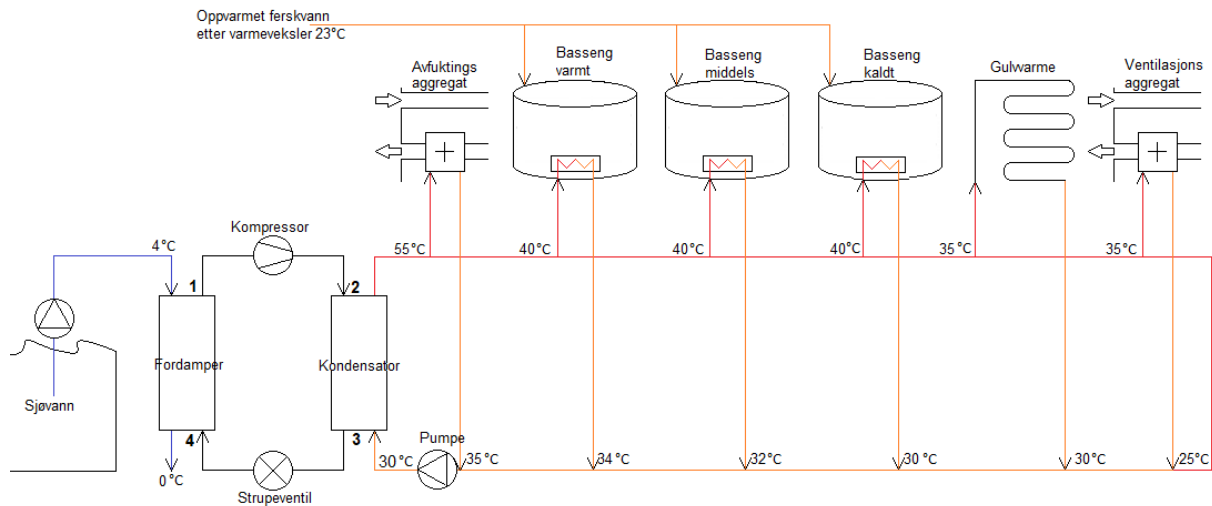 Oppvarmet ferskvann
etter varmeveksler 23°C
Avfuktings
aggregat
Basseng
varmt
Basseng
middels
Basseng
kaldt
Gulvvarme
Ventilasjons
aggregat
Kompressor
4°C
55°C
40°C
40°C
40°C
35°C
35°C
1
2
Fordamper
Kondensator
Sjøvann
4
3
Pumpe
0°C
30°C
35°C
34°C
32°C
30°C
30°C
25°C
Strupeventil